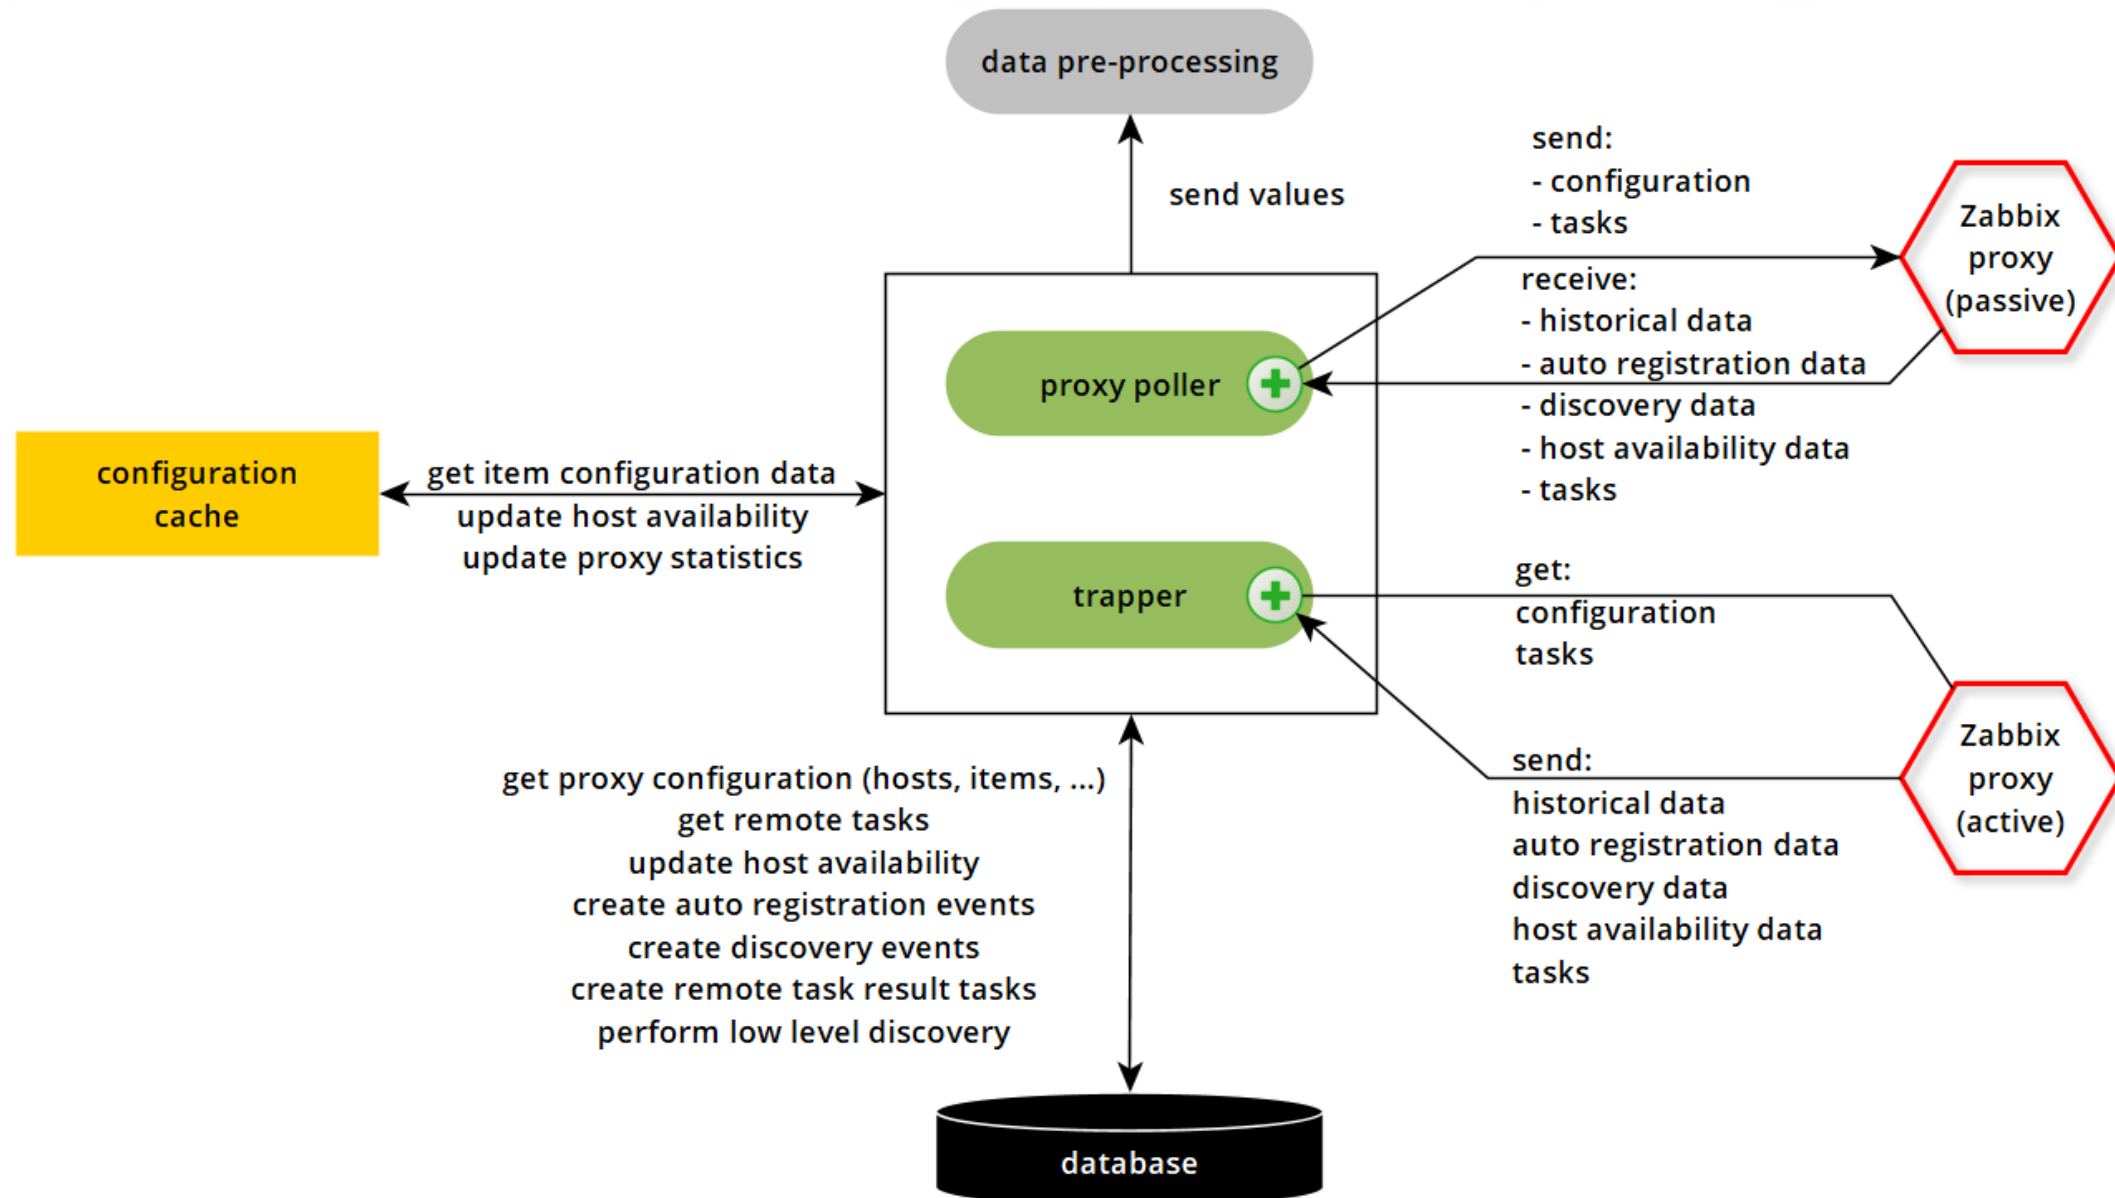 data pre-processing
send values
send:
- configuration
- tasks
Zabbix
proxy
(passive)
receive:
- historical data
- auto registration data
- discovery data
- host availability data
- tasks
proxy poller
configuration
cache
get item configuration data
update host availability
update proxy statistics
trapper
get:
configuration
tasks
Zabbix
proxy
(active)
send:
historical data
auto registration data
discovery data
host availability data
tasks
get proxy configuration (hosts, items, ...)
get remote tasks
update host availability
create auto registration events
create discovery events
create remote task result tasks
perform low level discovery
database